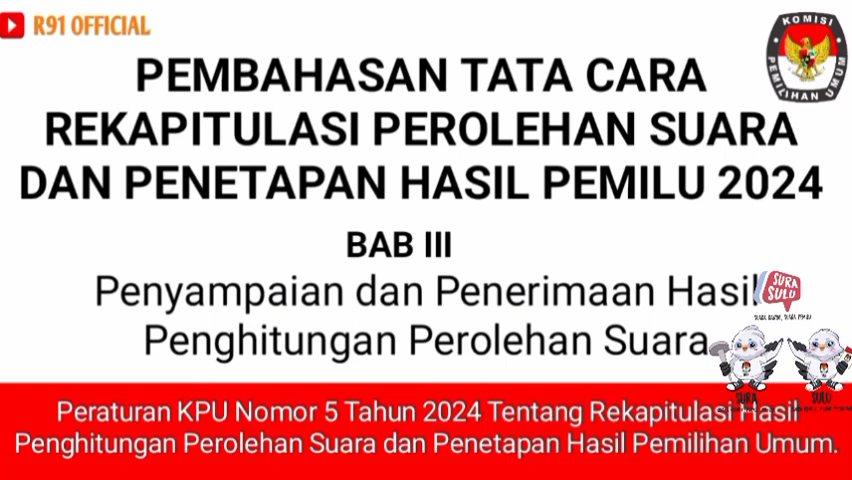 R91 OFFICIAL
KOMISI
PEMILIHAN UMUM
PEMBAHASAN TATA CARA
REKAPITULASI PEROLEHAN SUARA
DAN PENETAPAN HASIL PEMILU 2024
BAB III
Penyampaian dan Penerimaan Hasil
Penghitungan Perolehan Suara
SURA
SULU
SURA
SULU
Peraturan KPU Nomor 5 Tahun 2024 Tentang Rekapitulasi Hasil
Penghitungan Perolehan Suara dan Penetapan Hasil Pemilihan Umum.